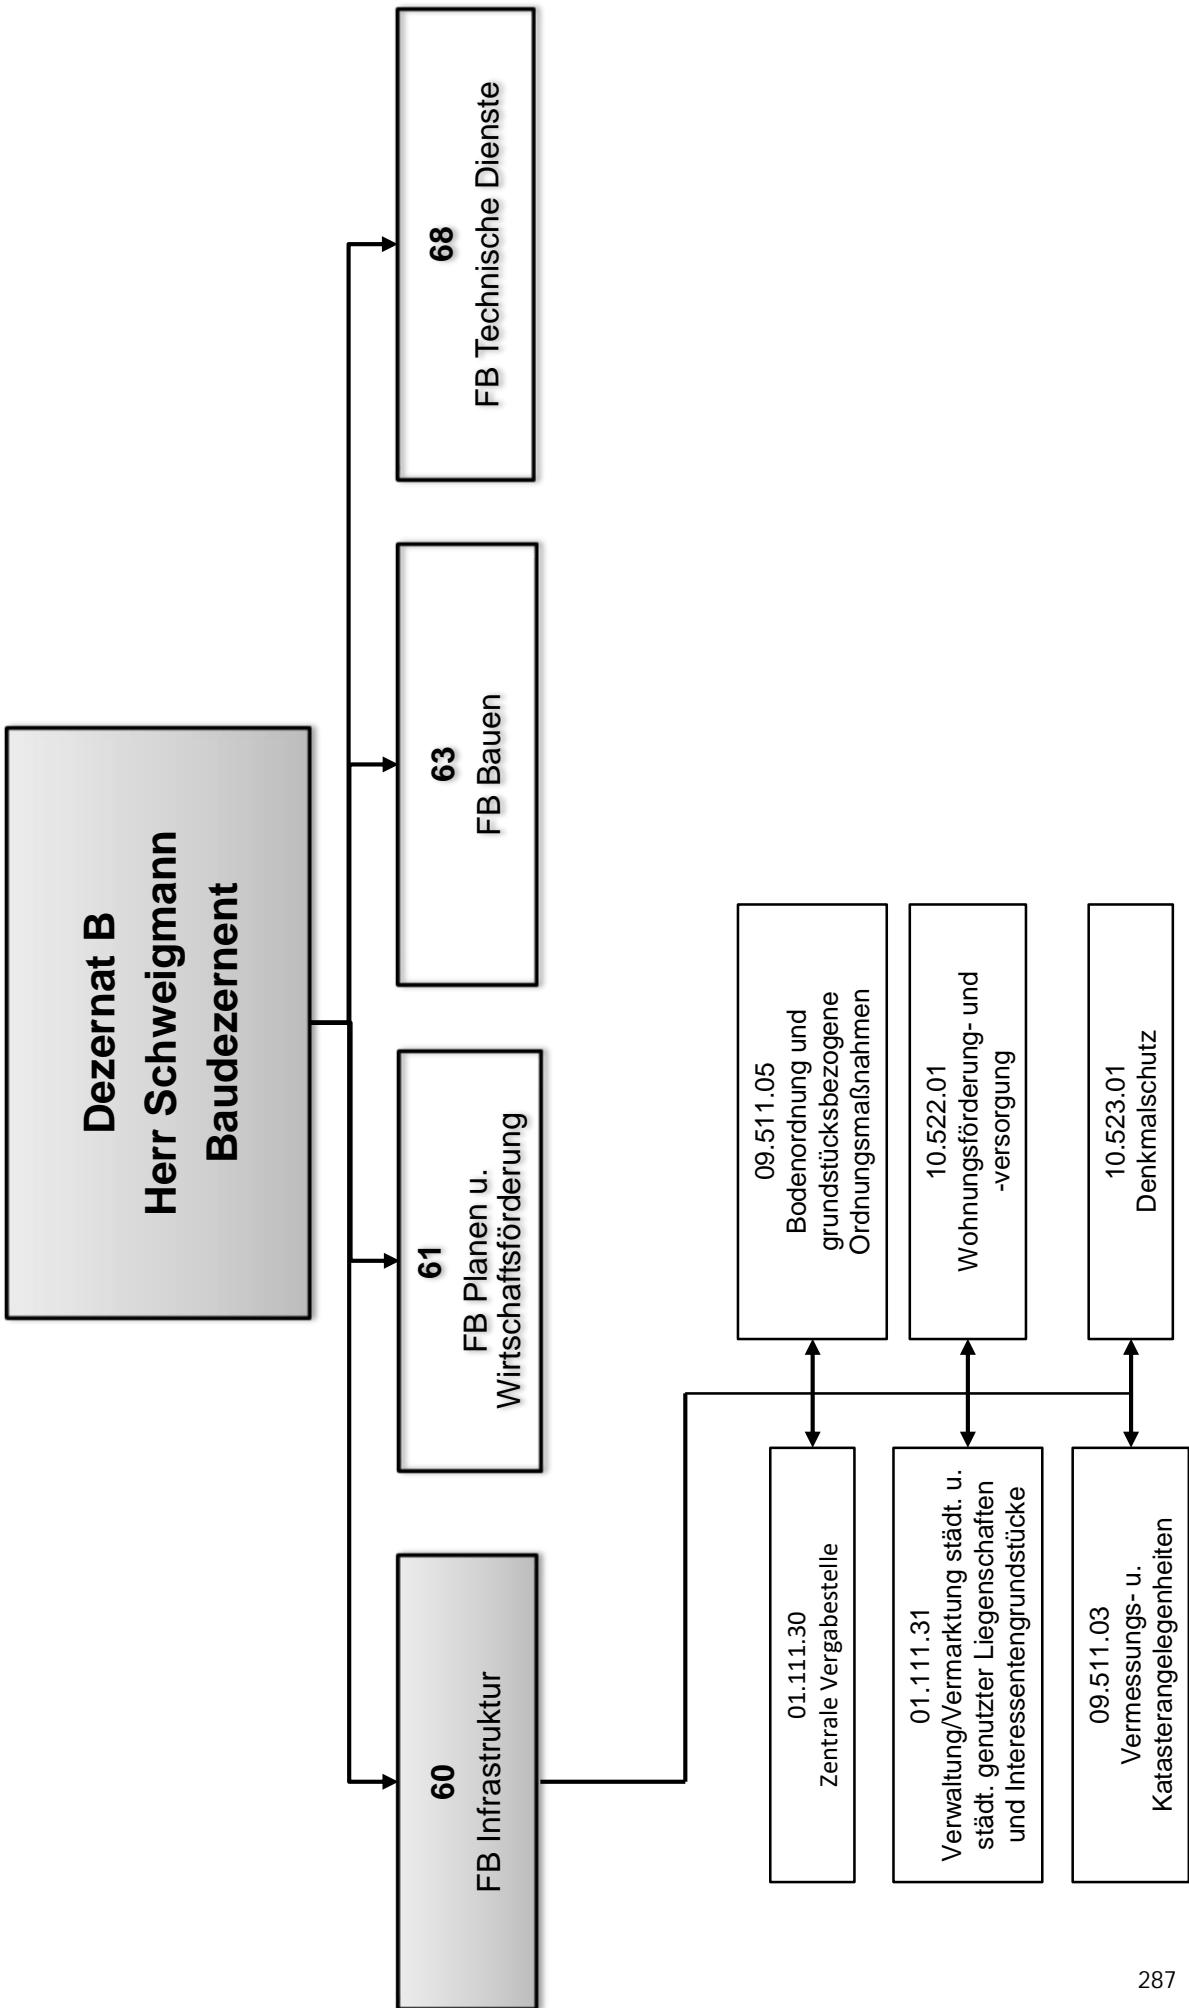 Dezernat B
Herr Schweigmann
Baudezernent
60
FB Infrastruktur
61
FB Planen u.
Wirtschaftsförderung
63
FB Bauen
68
FB Technische Dienste
01.111.30
Zentrale Vergabestelle
09.511.05
Bodenordnung und
grundstücksbezogene
Ordnungsmaßnahmen
01.111.31
Verwaltung/Vermarktung städt. u.
städt. genutzter Liegenschaften
und Interessentengrundstücke
10.522.01
Wohnungsförderung- und
-versorgung
09.511.03
Vermessungs- u.
Katasterangelegenheiten
10.523.01
Denkmalschutz
287